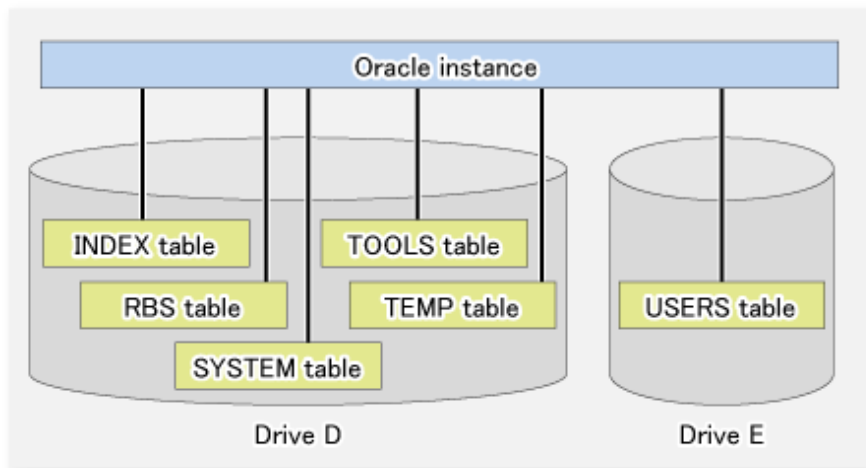 Oracle instance
INDEX table
TOOLS table
RBS table
TEMP table
USERS table
SYSTEM table
Drive D
Drive E